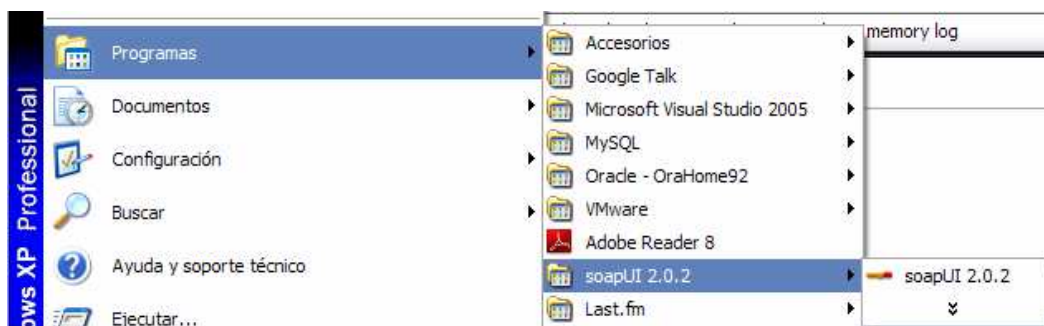 Windows XP Professional
Programas
Documentos
Configuración
Buscar
Ayuda y soporte técnico
Ejecutar...
Accesorios
Google Talk
Microsoft Visual Studio 2005
MySQL
Oracle - OraHome92
VMware
Adobe Reader 8
soapUI 2.0.2
Last.fm
soapUI 2.0.2
memory log